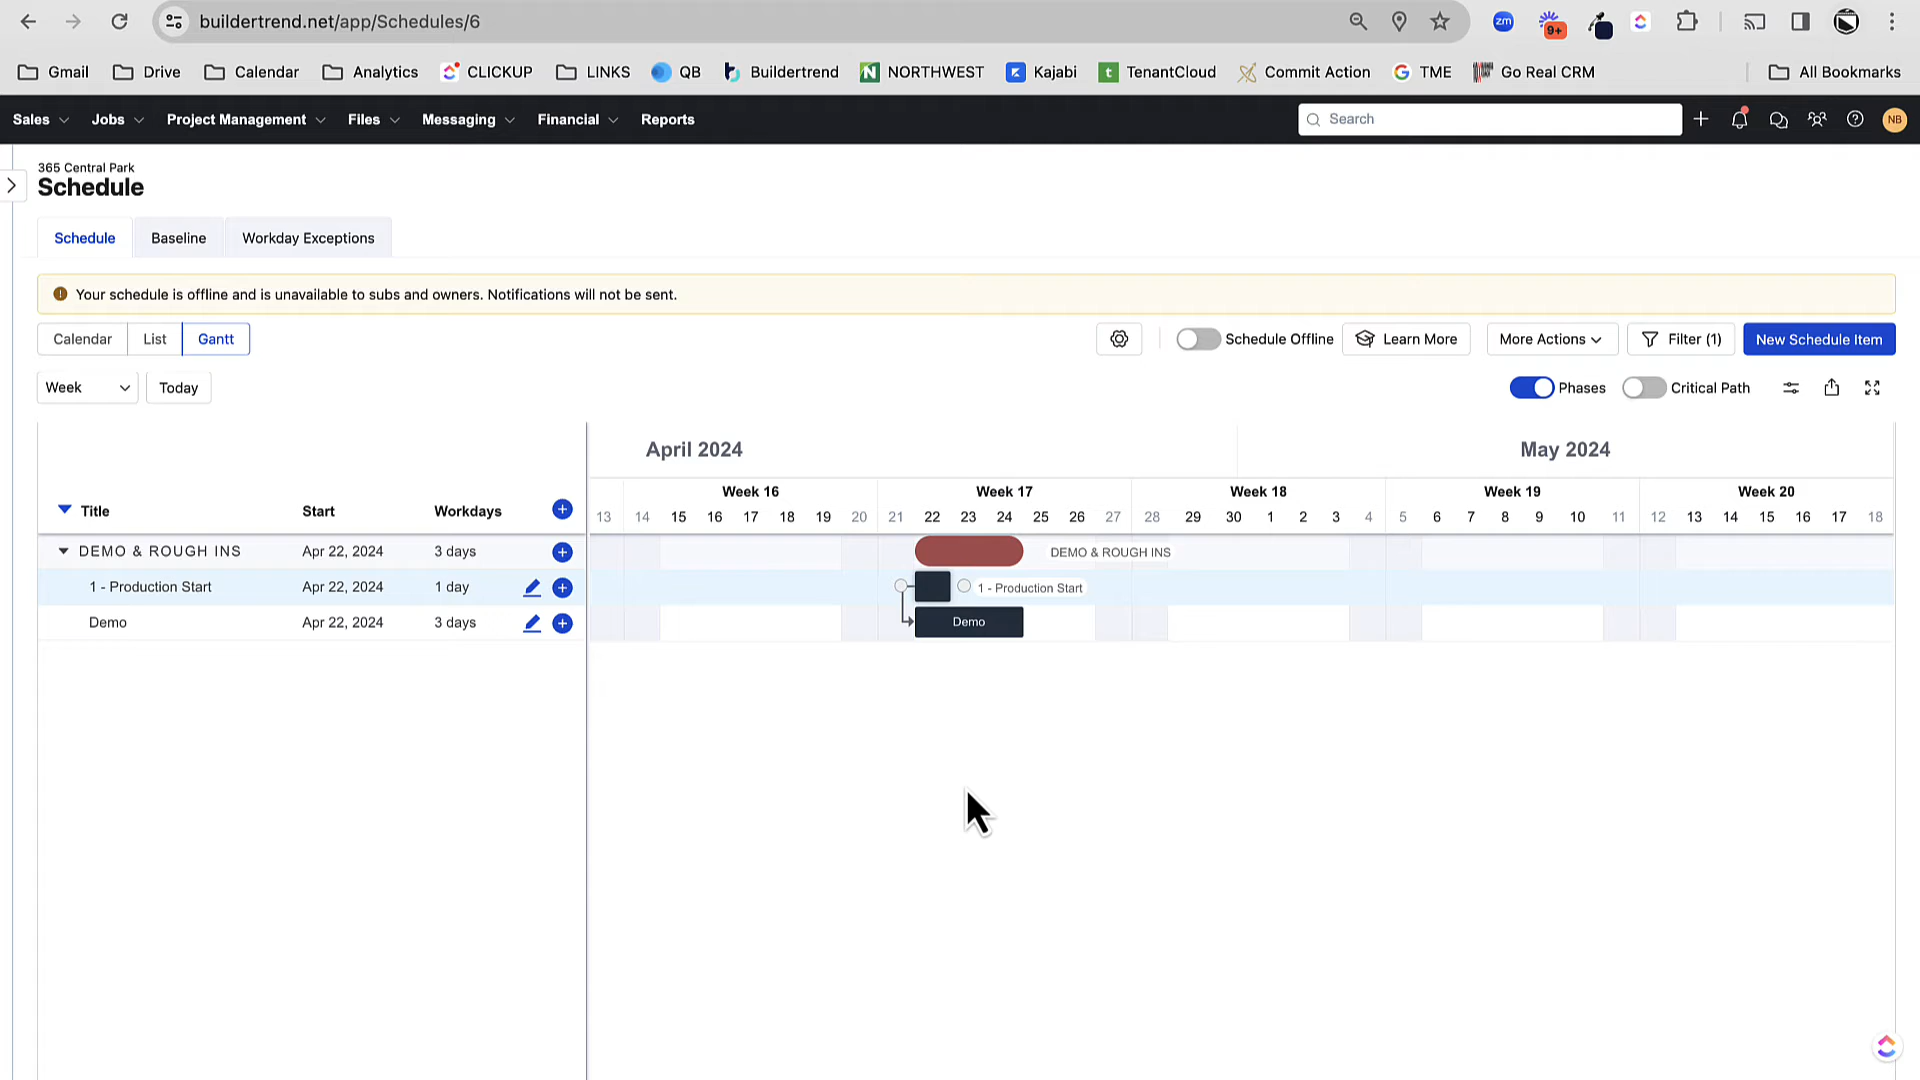 buildertrend.net/app/Schedules/6
zm
9+
Gmail Drive Calendar Analytics CLICKUP LINKS QB Buildertrend NORTHWEST Kajabi TenantCloud Commit Action TME Go Real CRM All Bookmarks
Sales Jobs Project Management Files Messaging Financial Reports Search NB
365 Central Park
Schedule
Schedule Baseline Workday Exceptions
Your schedule is offline and is unavailable to subs and owners. Notifications will not be sent.
Calendar List Gantt Schedule Offline Learn More More Actions Filter (1) New Schedule Item
Week Today Phases Critical Path
April 2024 May 2024
Week 16 Week 17 Week 18 Week 19 Week 20
Title Start Workdays 13 14 15 16 17 18 19 20 21 22 23 24 25 26 27 28 29 30 1 2 3 4 5 6 7 8 9 10 11 12 13 14 15 16 17 18
DEMO & ROUGH INS Apr 22, 2024 3 days DEMO & ROUGH INS
1 - Production Start Apr 22, 2024 1 day 1 - Production Start
Demo Apr 22, 2024 3 days Demo